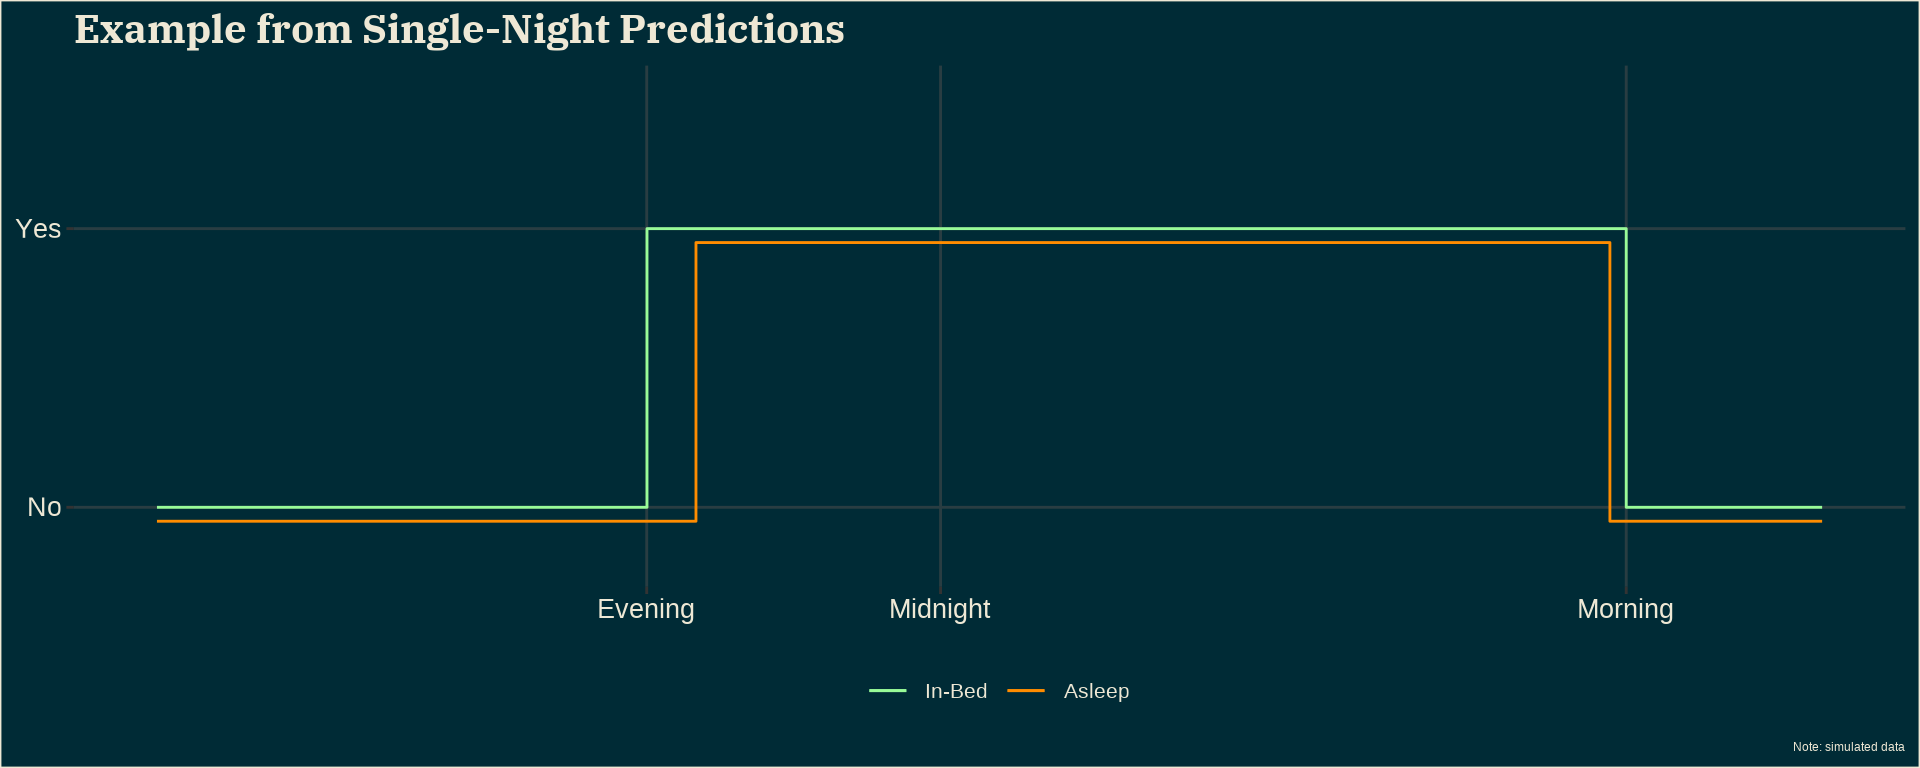 Example from Single-Night Predictions
Yes
No
Evening
Midnight
Morning
In-Bed
Asleep
Note: simulated data